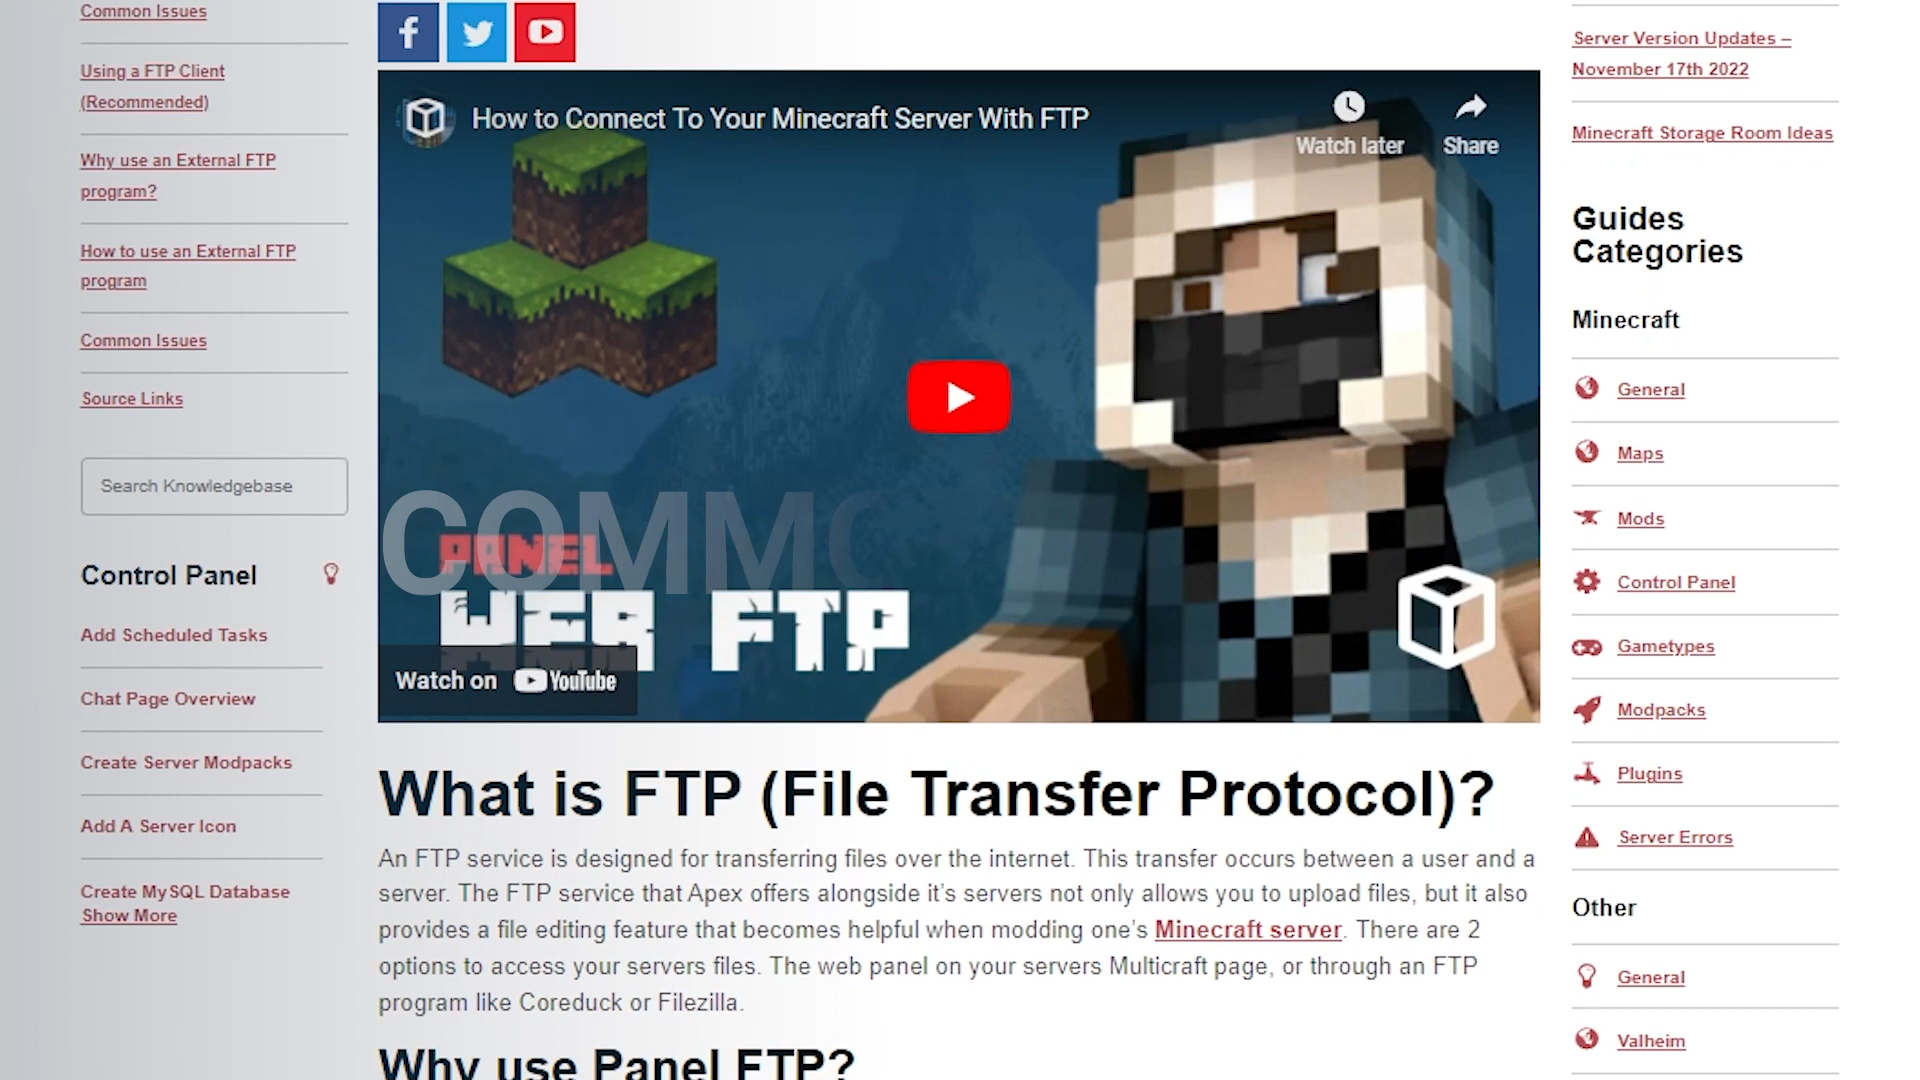 Common Issues
Using a FTP Client
(Recommended)
Why use an External FTP
program?
How to use an External FTP
program
Common Issues
Source Links
Search Knowledgebase
Control Panel
Add Scheduled Tasks
Chat Page Overview
Create Server Modpacks
Add A Server Icon
Create MySQL Database
Show More
How to Connect To Your Minecraft Server With FTP
Watch later
Share
COMMO
PANEL
WEB FTP
Watch on YouTube
What is FTP (File Transfer Protocol)?
An FTP service is designed for transferring files over the internet. This transfer occurs between a user and a
server. The FTP service that Apex offers alongside it’s servers not only allows you to upload files, but it also
provides a file editing feature that becomes helpful when modding one’s Minecraft server. There are 2
options to access your servers files. The web panel on your servers Multicraft page, or through an FTP
program like Coreduck or Filezilla.
Why use Panel FTP?
Server Version Updates –
November 17th 2022
Minecraft Storage Room Ideas
Guides
Categories
Minecraft
General
Maps
Mods
Control Panel
Gametypes
Modpacks
Plugins
Server Errors
Other
General
Valheim